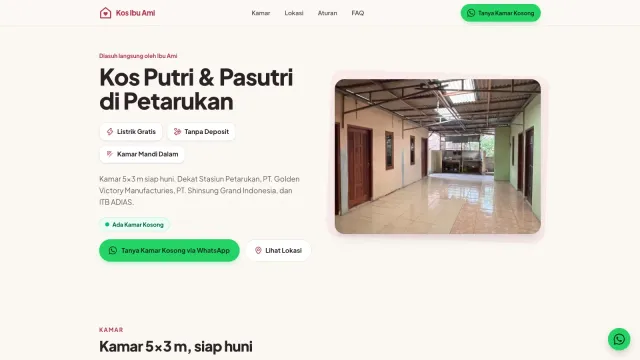 Kos Ibu Ami
Kamar
Lokasi
Aturan
FAQ
Tanya Kamar Kosong
Diasuh langsung oleh Ibu Ami
Kos Putri & Pasutri
di Petarukan
Listrik Gratis
Tanpa Deposit
Kamar Mandi Dalam
Kamar 5×3 m siap huni. Dekat Stasiun Petarukan, PT. Golden
Victory Manufacturies, PT. Shinsung Grand Indonesia, dan
ITB ADIAS.
Ada Kamar Kosong
Tanya Kamar Kosong via WhatsApp
Lihat Lokasi
KAMAR
Kamar 5×3 m, siap huni